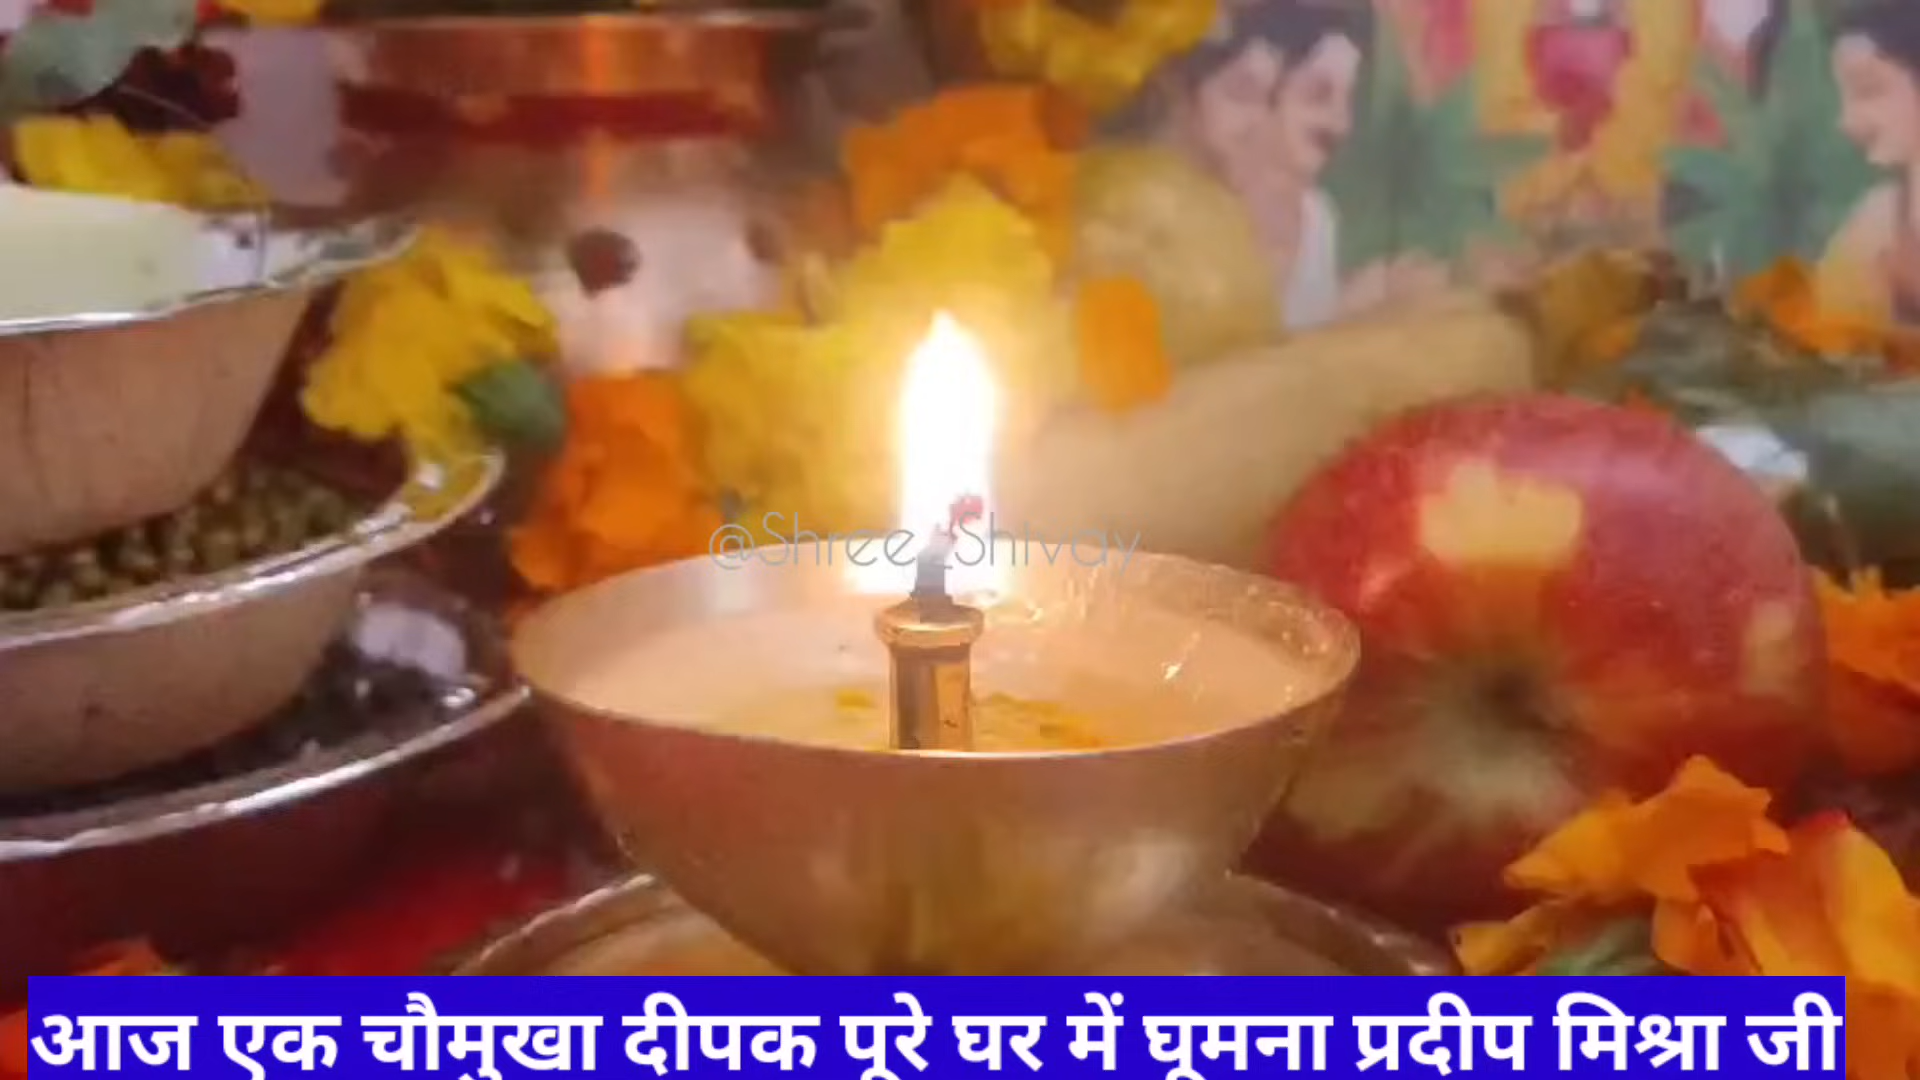 @Shree_Shivay
आज एक चौमुखा दीपक पूरे घर में घूमना प्रदीप मिश्रा जी